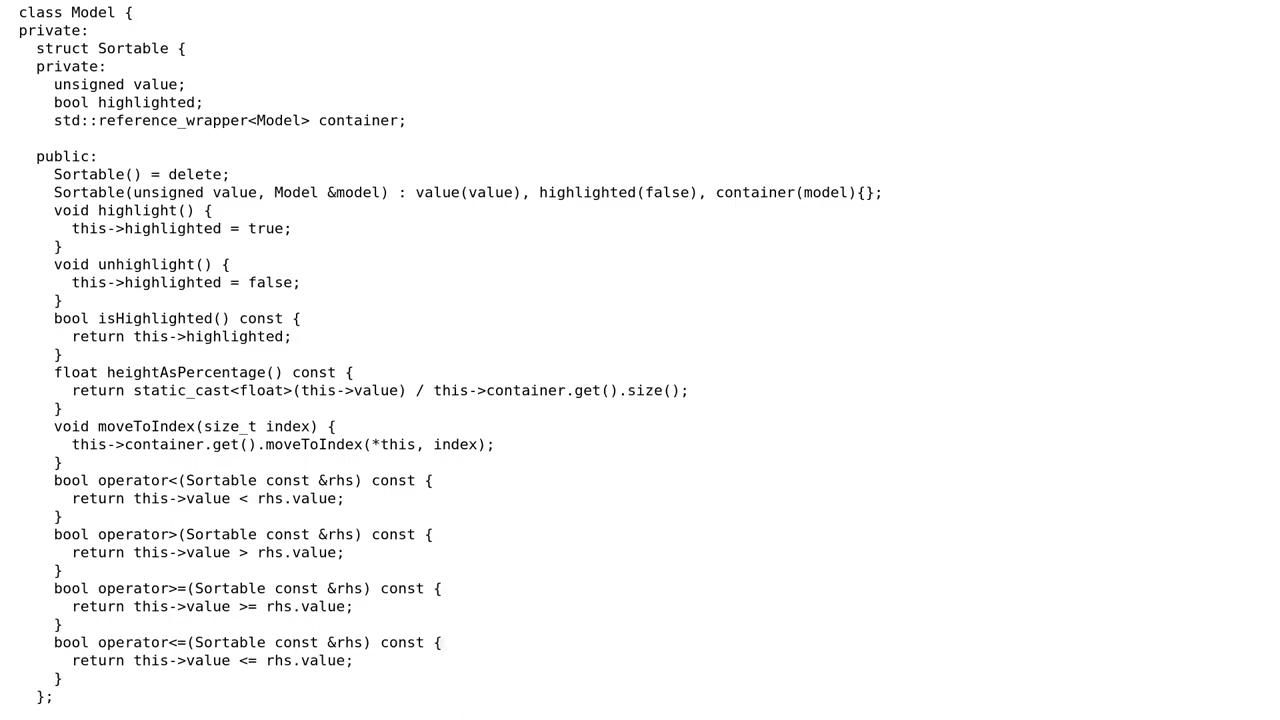 class Model {
private:
  struct Sortable {
  private:
    unsigned value;
    bool highlighted;
    std::reference_wrapper<Model> container;

  public:
    Sortable() = delete;
    Sortable(unsigned value, Model &model) : value(value), highlighted(false), container(model){};
    void highlight() {
      this->highlighted = true;
    }
    void unhighlight() {
      this->highlighted = false;
    }
    bool isHighlighted() const {
      return this->highlighted;
    }
    float heightAsPercentage() const {
      return static_cast<float>(this->value) / this->container.get().size();
    }
    void moveToIndex(size_t index) {
      this->container.get().moveToIndex(*this, index);
    }
    bool operator<(Sortable const &rhs) const {
      return this->value < rhs.value;
    }
    bool operator>(Sortable const &rhs) const {
      return this->value > rhs.value;
    }
    bool operator>=(Sortable const &rhs) const {
      return this->value >= rhs.value;
    }
    bool operator<=(Sortable const &rhs) const {
      return this->value <= rhs.value;
    }
  };